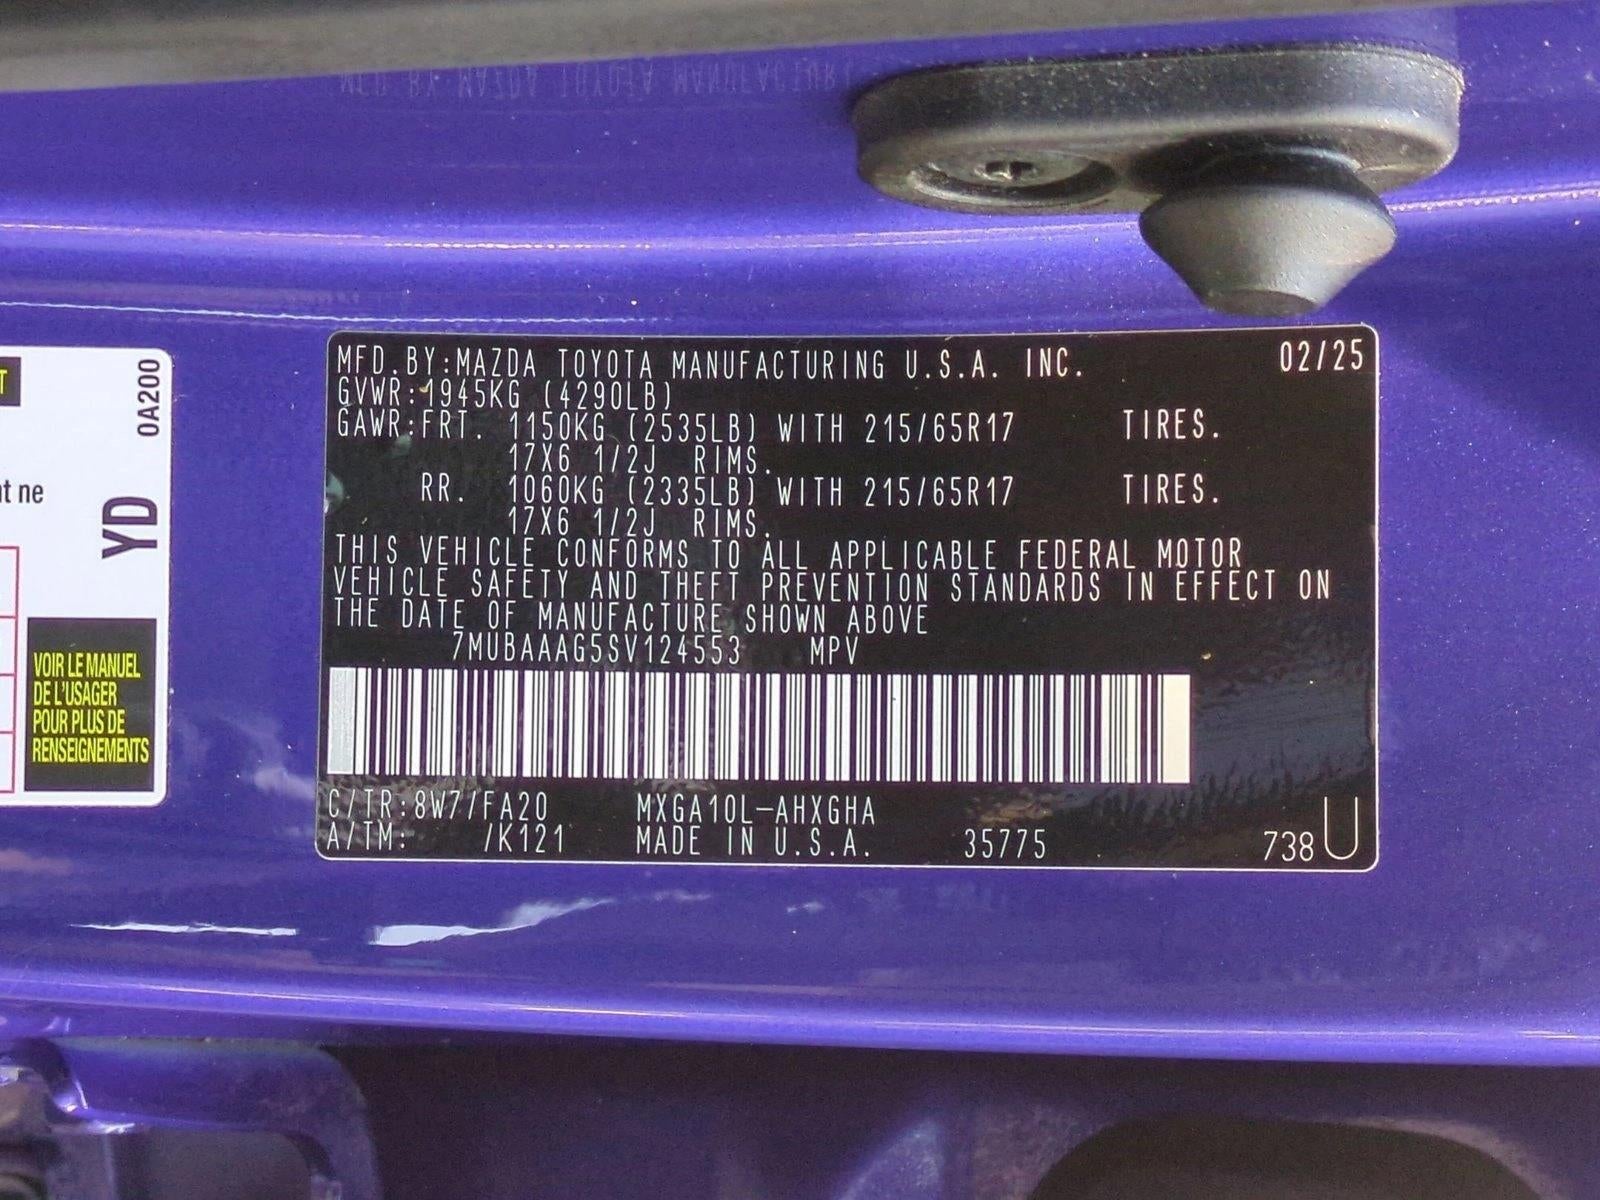 MFD.BY:MAZDA TOYOTA MANUFACTURING U.S.A. INC. 02/25
GVWR:1945KG (4290LB)
GAWR:FRT. 1150KG (2535LB) WITH 215/65R17 TIRES.
17X6 1/2J RIMS.
RR. 1060KG (2335LB) WITH 215/65R17 TIRES.
17X6 1/2J RIMS.
THIS VEHICLE CONFORMS TO ALL APPLICABLE FEDERAL MOTOR
VEHICLE SAFETY AND THEFT PREVENTION STANDARDS IN EFFECT ON
THE DATE OF MANUFACTURE SHOWN ABOVE
7MUBAAAG5SV124553 MPV
C/TR:8W7/FA20 MXGA10L-AHXGHA
A/TM: /K121 MADE IN U.S.A. 35775 738 U
0A200
YD
ne
VOIR LE MANUEL
DE L'USAGER
POUR PLUS DE
RENSEIGNEMENTS